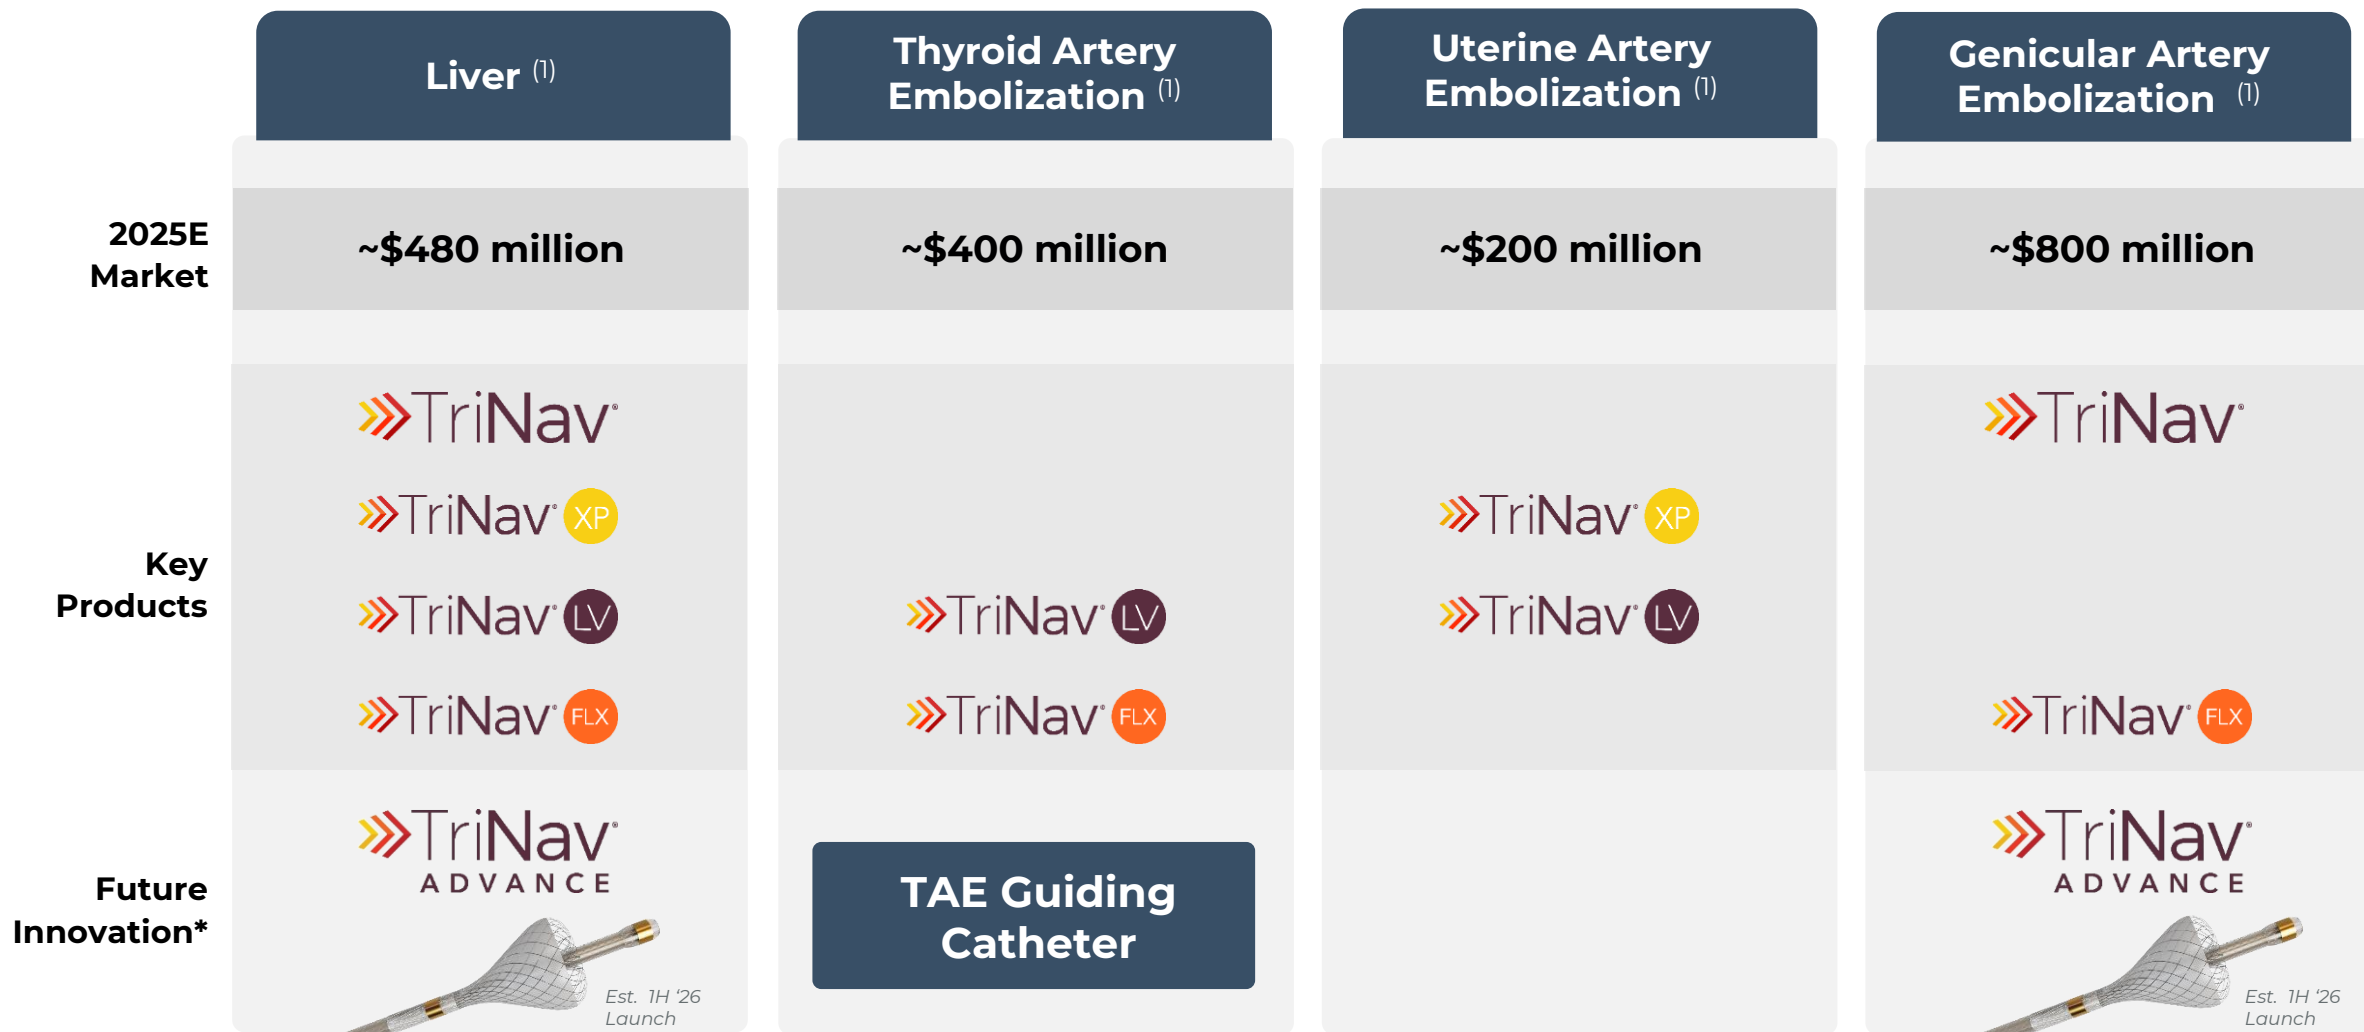 Liver (1)
Thyroid Artery
Embolization (1)
Uterine Artery
Embolization (1)
Genicular Artery
Embolization (1)
2025E
Market
~$480 million
~$400 million
~$200 million
~$800 million
Key
Products
TriNav®
TriNav®
TriNav® XP
TriNav® XP
TriNav® LV
TriNav® LV
TriNav® LV
TriNav® FLX
TriNav® FLX
TriNav® FLX
Future
Innovation*
TriNav®
ADVANCE
Est. 1H ‘26
Launch
TAE Guiding
Catheter
TriNav®
ADVANCE
Est. 1H ‘26
Launch